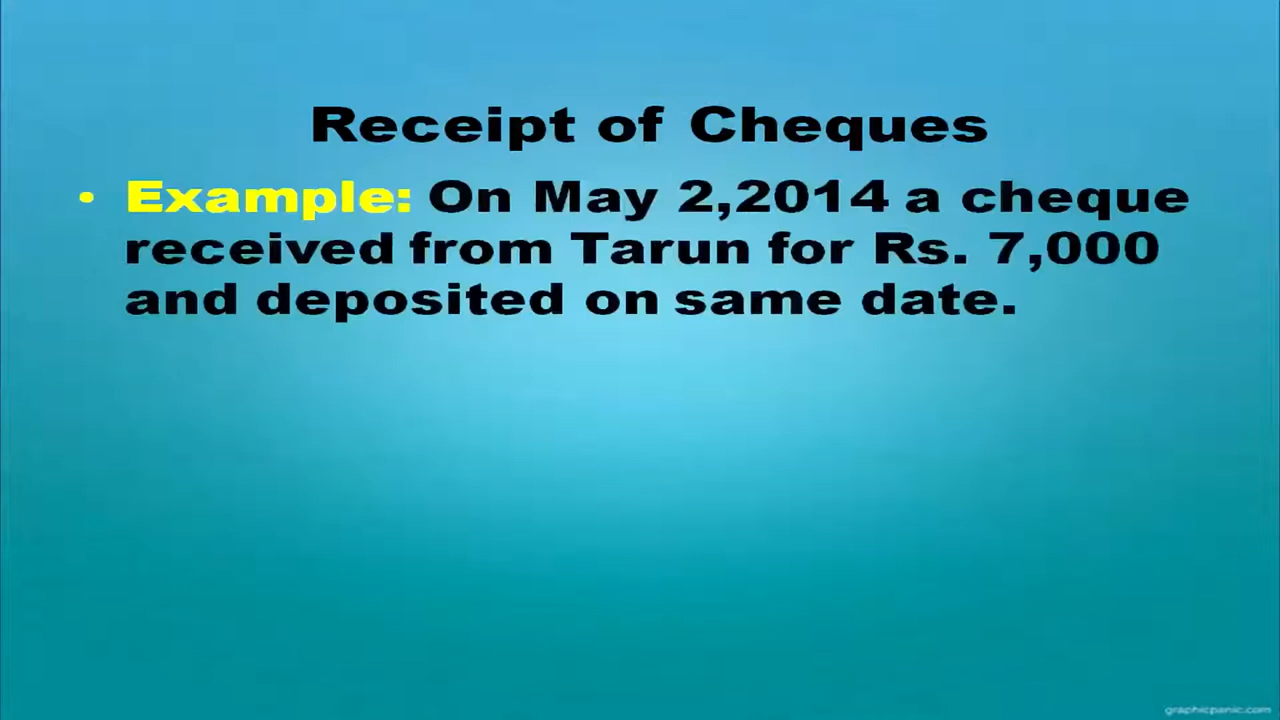 Receipt of Cheques
• Example: On May 2,2014 a cheque
received from Tarun for Rs. 7,000
and deposited on same date.
graphicpanic.com